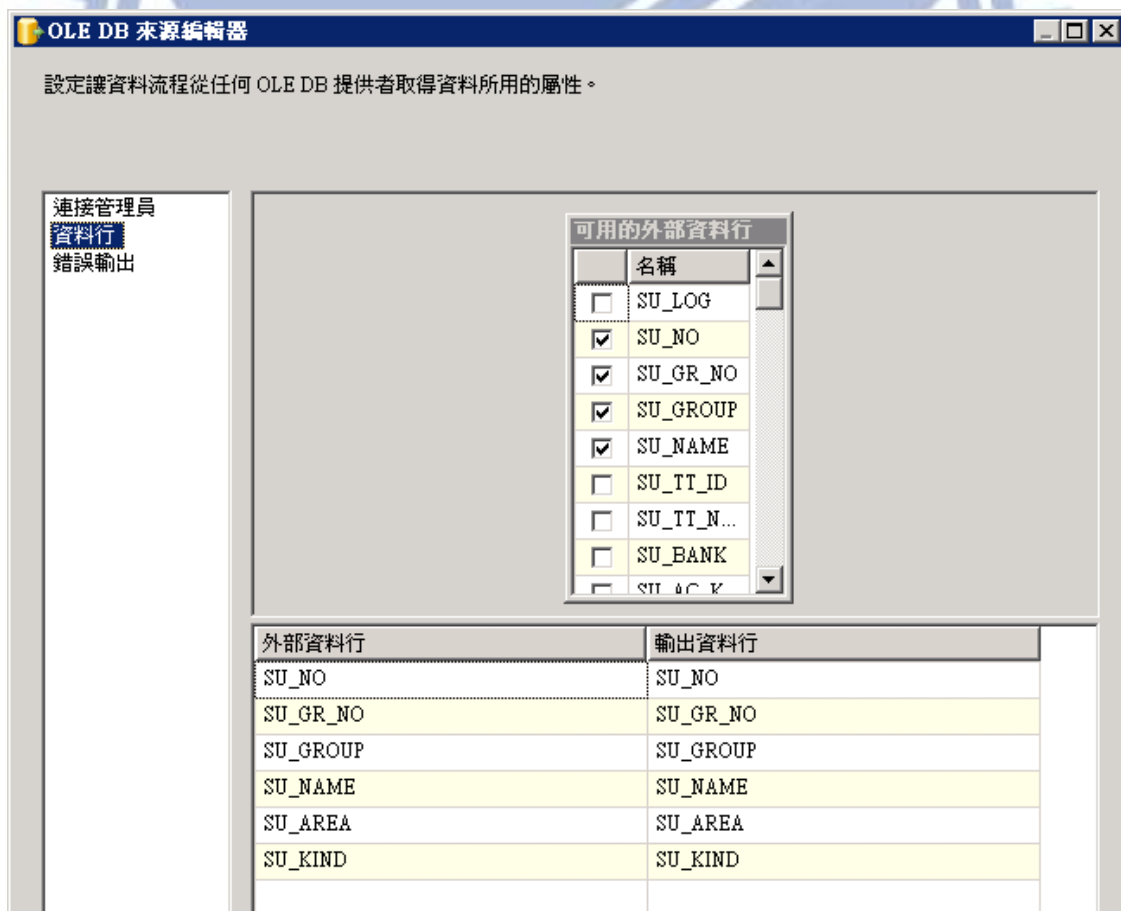 OLE DB 來源編輯器
設定讓資料流程從任何 OLE DB 提供者取得資料所用的屬性。
連接管理員
資料行
錯誤輸出
可用的外部資料行
名稱
SU_LOG
SU_NO
SU_GR_NO
SU_GROUP
SU_NAME
SU_TT_ID
SU_TT_N...
SU_BANK
SU_AC_K
外部資料行 輸出資料行
SU_NO SU_NO
SU_GR_NO SU_GR_NO
SU_GROUP SU_GROUP
SU_NAME SU_NAME
SU_AREA SU_AREA
SU_KIND SU_KIND